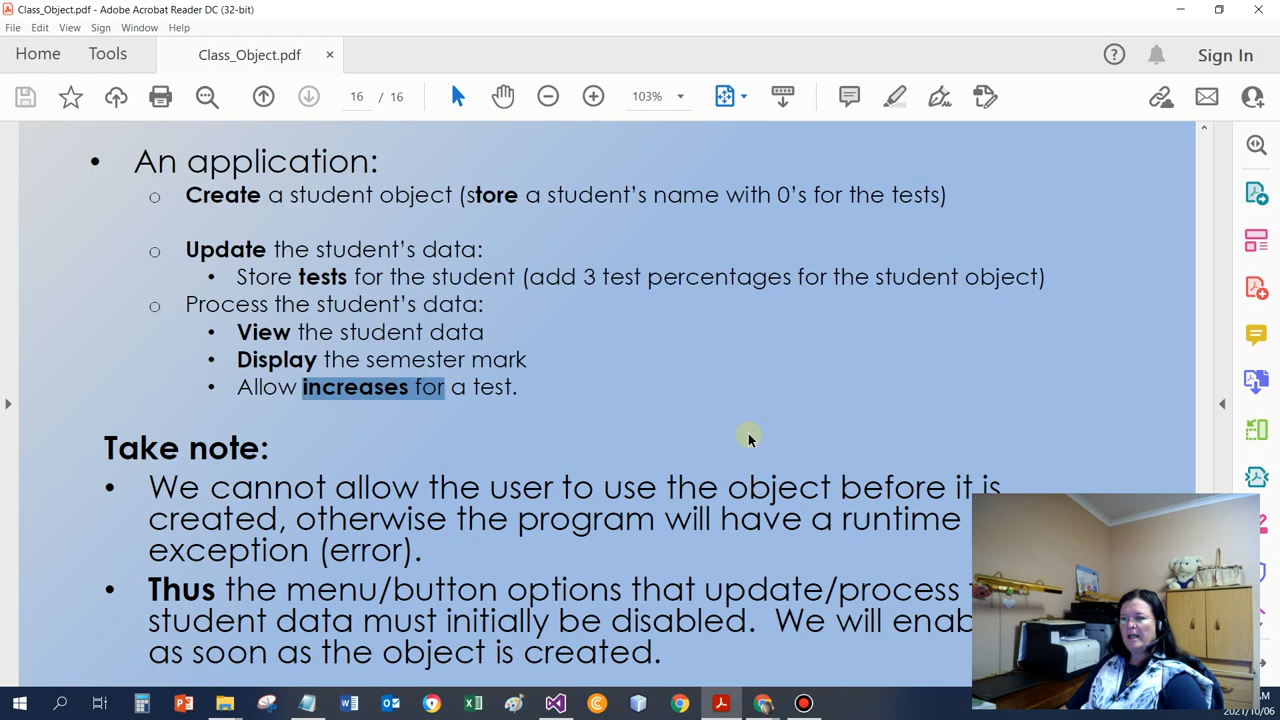 Class_Object.pdf - Adobe Acrobat Reader DC (32-bit)
File Edit View Sign Window Help
Home Tools Class_Object.pdf × Sign In
16 / 16 103%
• An application:
Create a student object (store a student's name with 0's for the tests)
Update the student's data:
• Store tests for the student (add 3 test percentages for the student object)
Process the student's data:
• View the student data
• Display the semester mark
• Allow increases for a test.
Take note:
• We cannot allow the user to use the object before it is
created, otherwise the program will have a runtime
exception (error).
• Thus the menu/button options that update/process
student data must initially be disabled. We will
as soon as the object is created.
2021/10/06